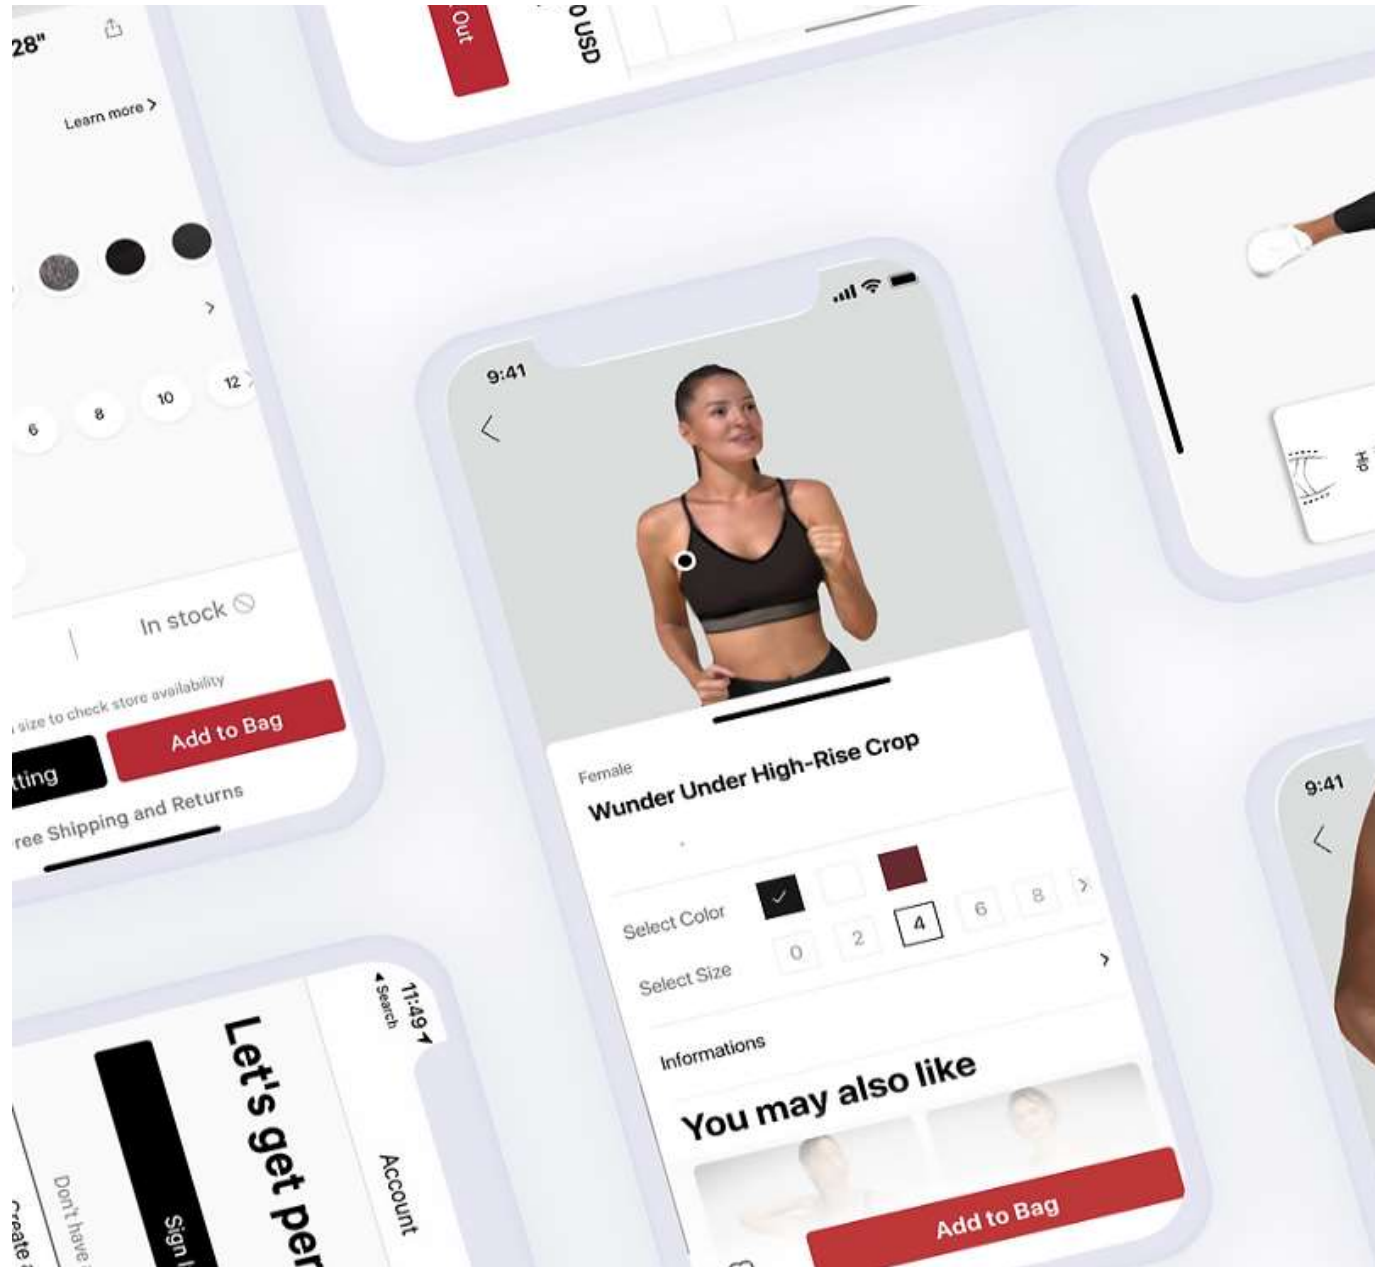 28"
Learn more >
6 8 10 12 >
In stock
size to check store availability
tting
Add to Bag
ree Shipping and Returns
Out
0 USD
9:41
Female
Wunder Under High-Rise Crop
Select Color
Select Size
0 2 4 6 8 >
Informations
You may also like
Add to Bag
Hip
9:41
11:49
Search
Account
Let's get per
Sign I
Don't have
Create